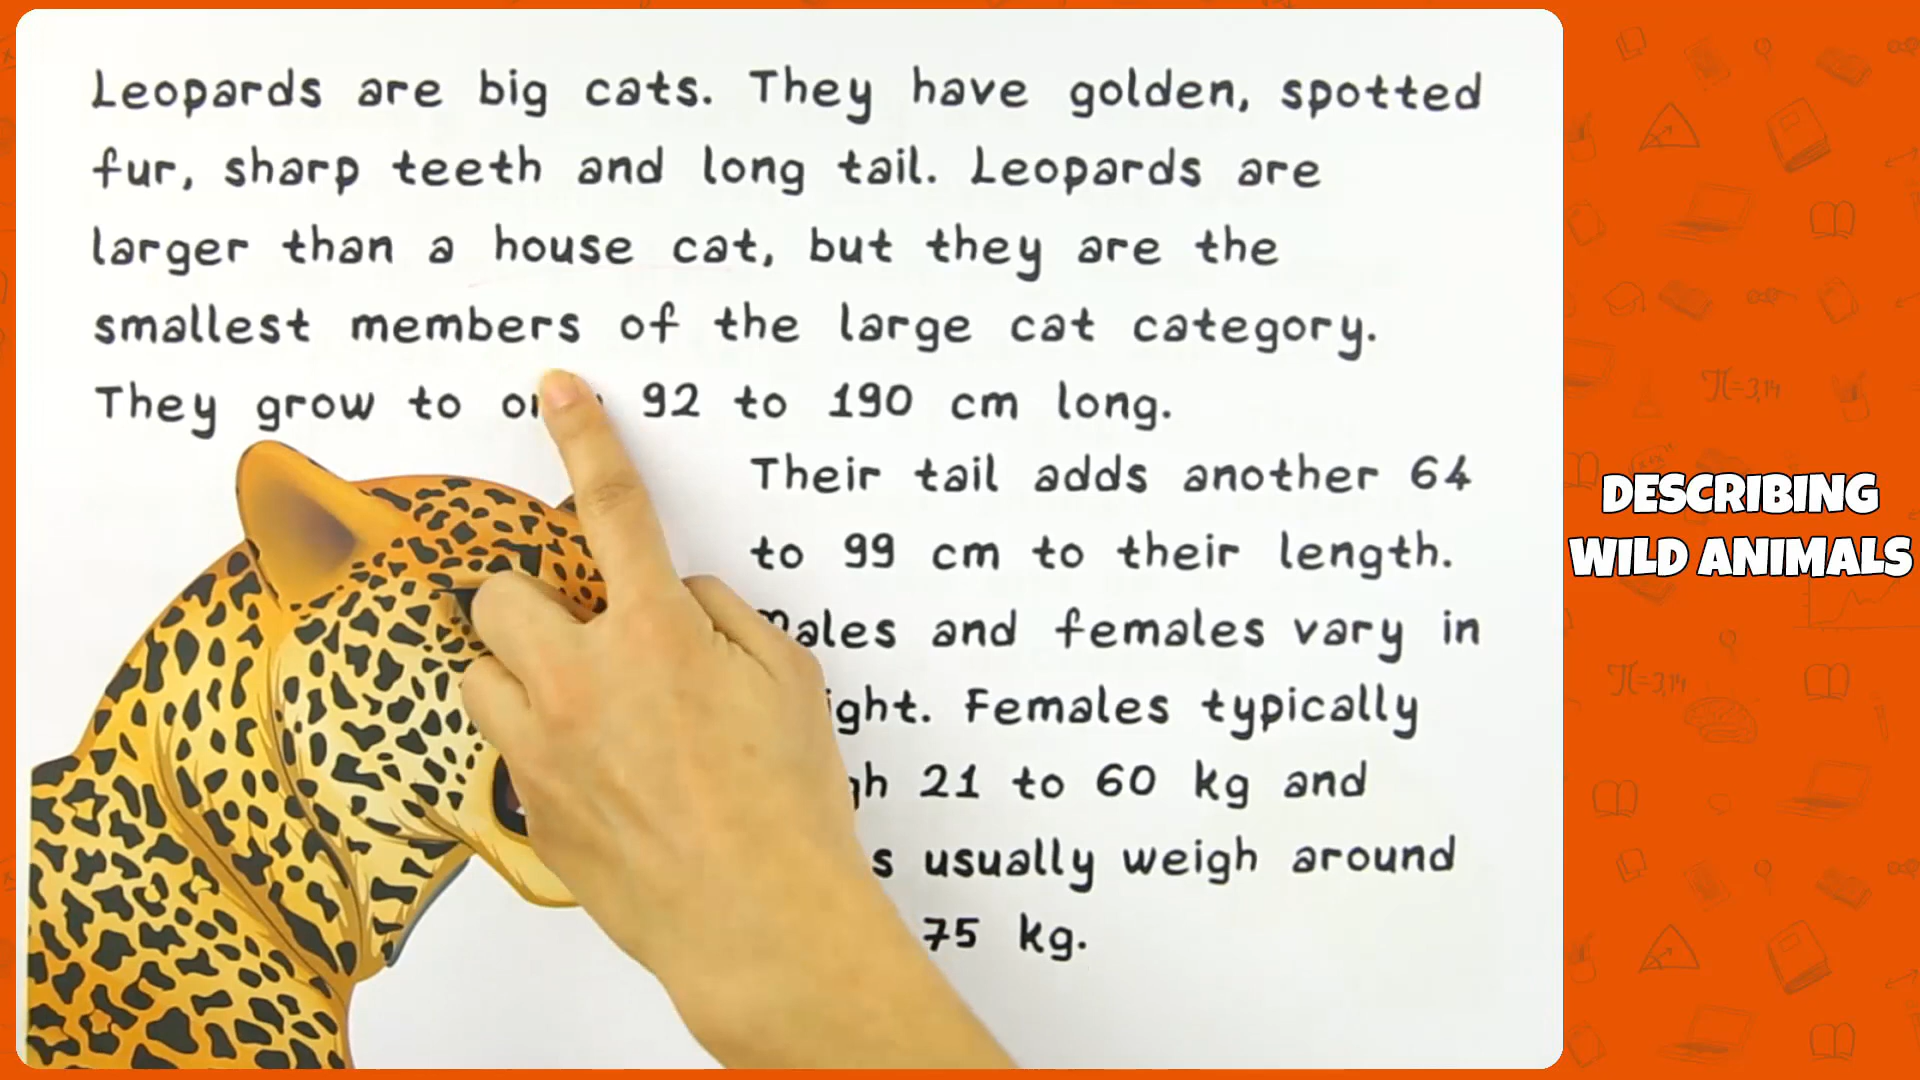 Leopards are big cats. They have golden, spotted
fur, sharp teeth and long tail. Leopards are
larger than a house cat, but they are the
smallest members of the large cat category.
They grow to 92 to 190 cm long.
Their tail adds another 64
to 99 cm to their length.
and females vary in
Females typically
21 to 60 kg and
usually weigh around
75 kg.
DESCRIBING
WILD ANIMALS